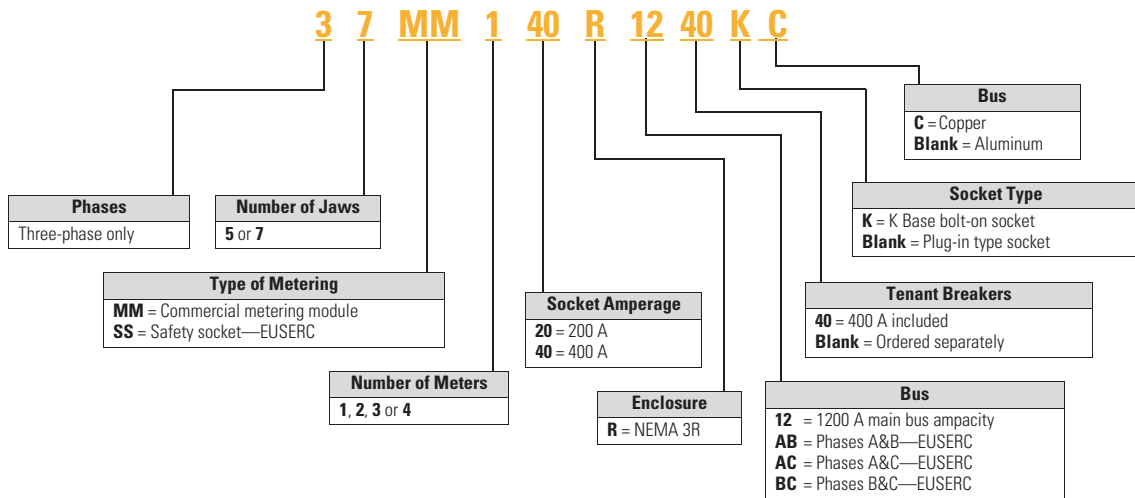 3 7 MM 1 40 R 12 40 K C
Bus
C = Copper
Blank = Aluminum
Phases
Three-phase only
Number of Jaws
5 or 7
Socket Type
K = K Base bolt-on socket
Blank = Plug-in type socket
Type of Metering
MM = Commercial metering module
SS = Safety socket—EUSERC
Socket Amperage
20 = 200 A
40 = 400 A
Tenant Breakers
40 = 400 A included
Blank = Ordered separately
Number of Meters
1, 2, 3 or 4
Enclosure
R = NEMA 3R
Bus
12 = 1200 A main bus ampacity
AB = Phases A&B—EUSERC
AC = Phases A&C—EUSERC
BC = Phases B&C—EUSERC